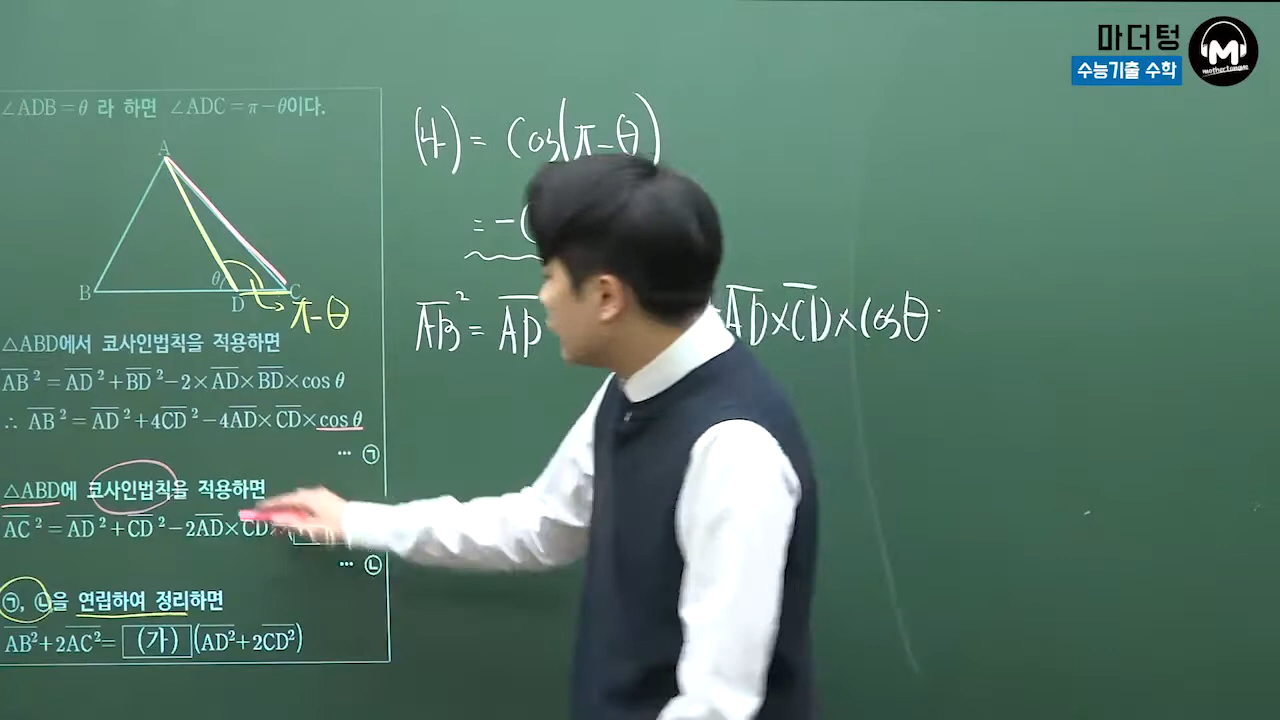 마더텅
수능기출 수학
M
mothertongue
∠ADB=θ 라 하면 ∠ADC=π-θ이다.
A
B
θ
D
C
π-θ
△ABD에서 코사인법칙을 적용하면
AB²=AD²+BD²-2×AD×BD×cos θ
∴ AB²=AD²+4CD²-4AD×CD×cos θ
… ㉠
△ABD에 코사인법칙을 적용하면
AC²=AD²+CD²-2AD×CD×
… ㉡
㉠, ㉡을 연립하여 정리하면
AB²+2AC²= (가) (AD²+2CD²)
(나) = Cos(π-θ)
= -
AB² = AD
AD×CD×Cosθ